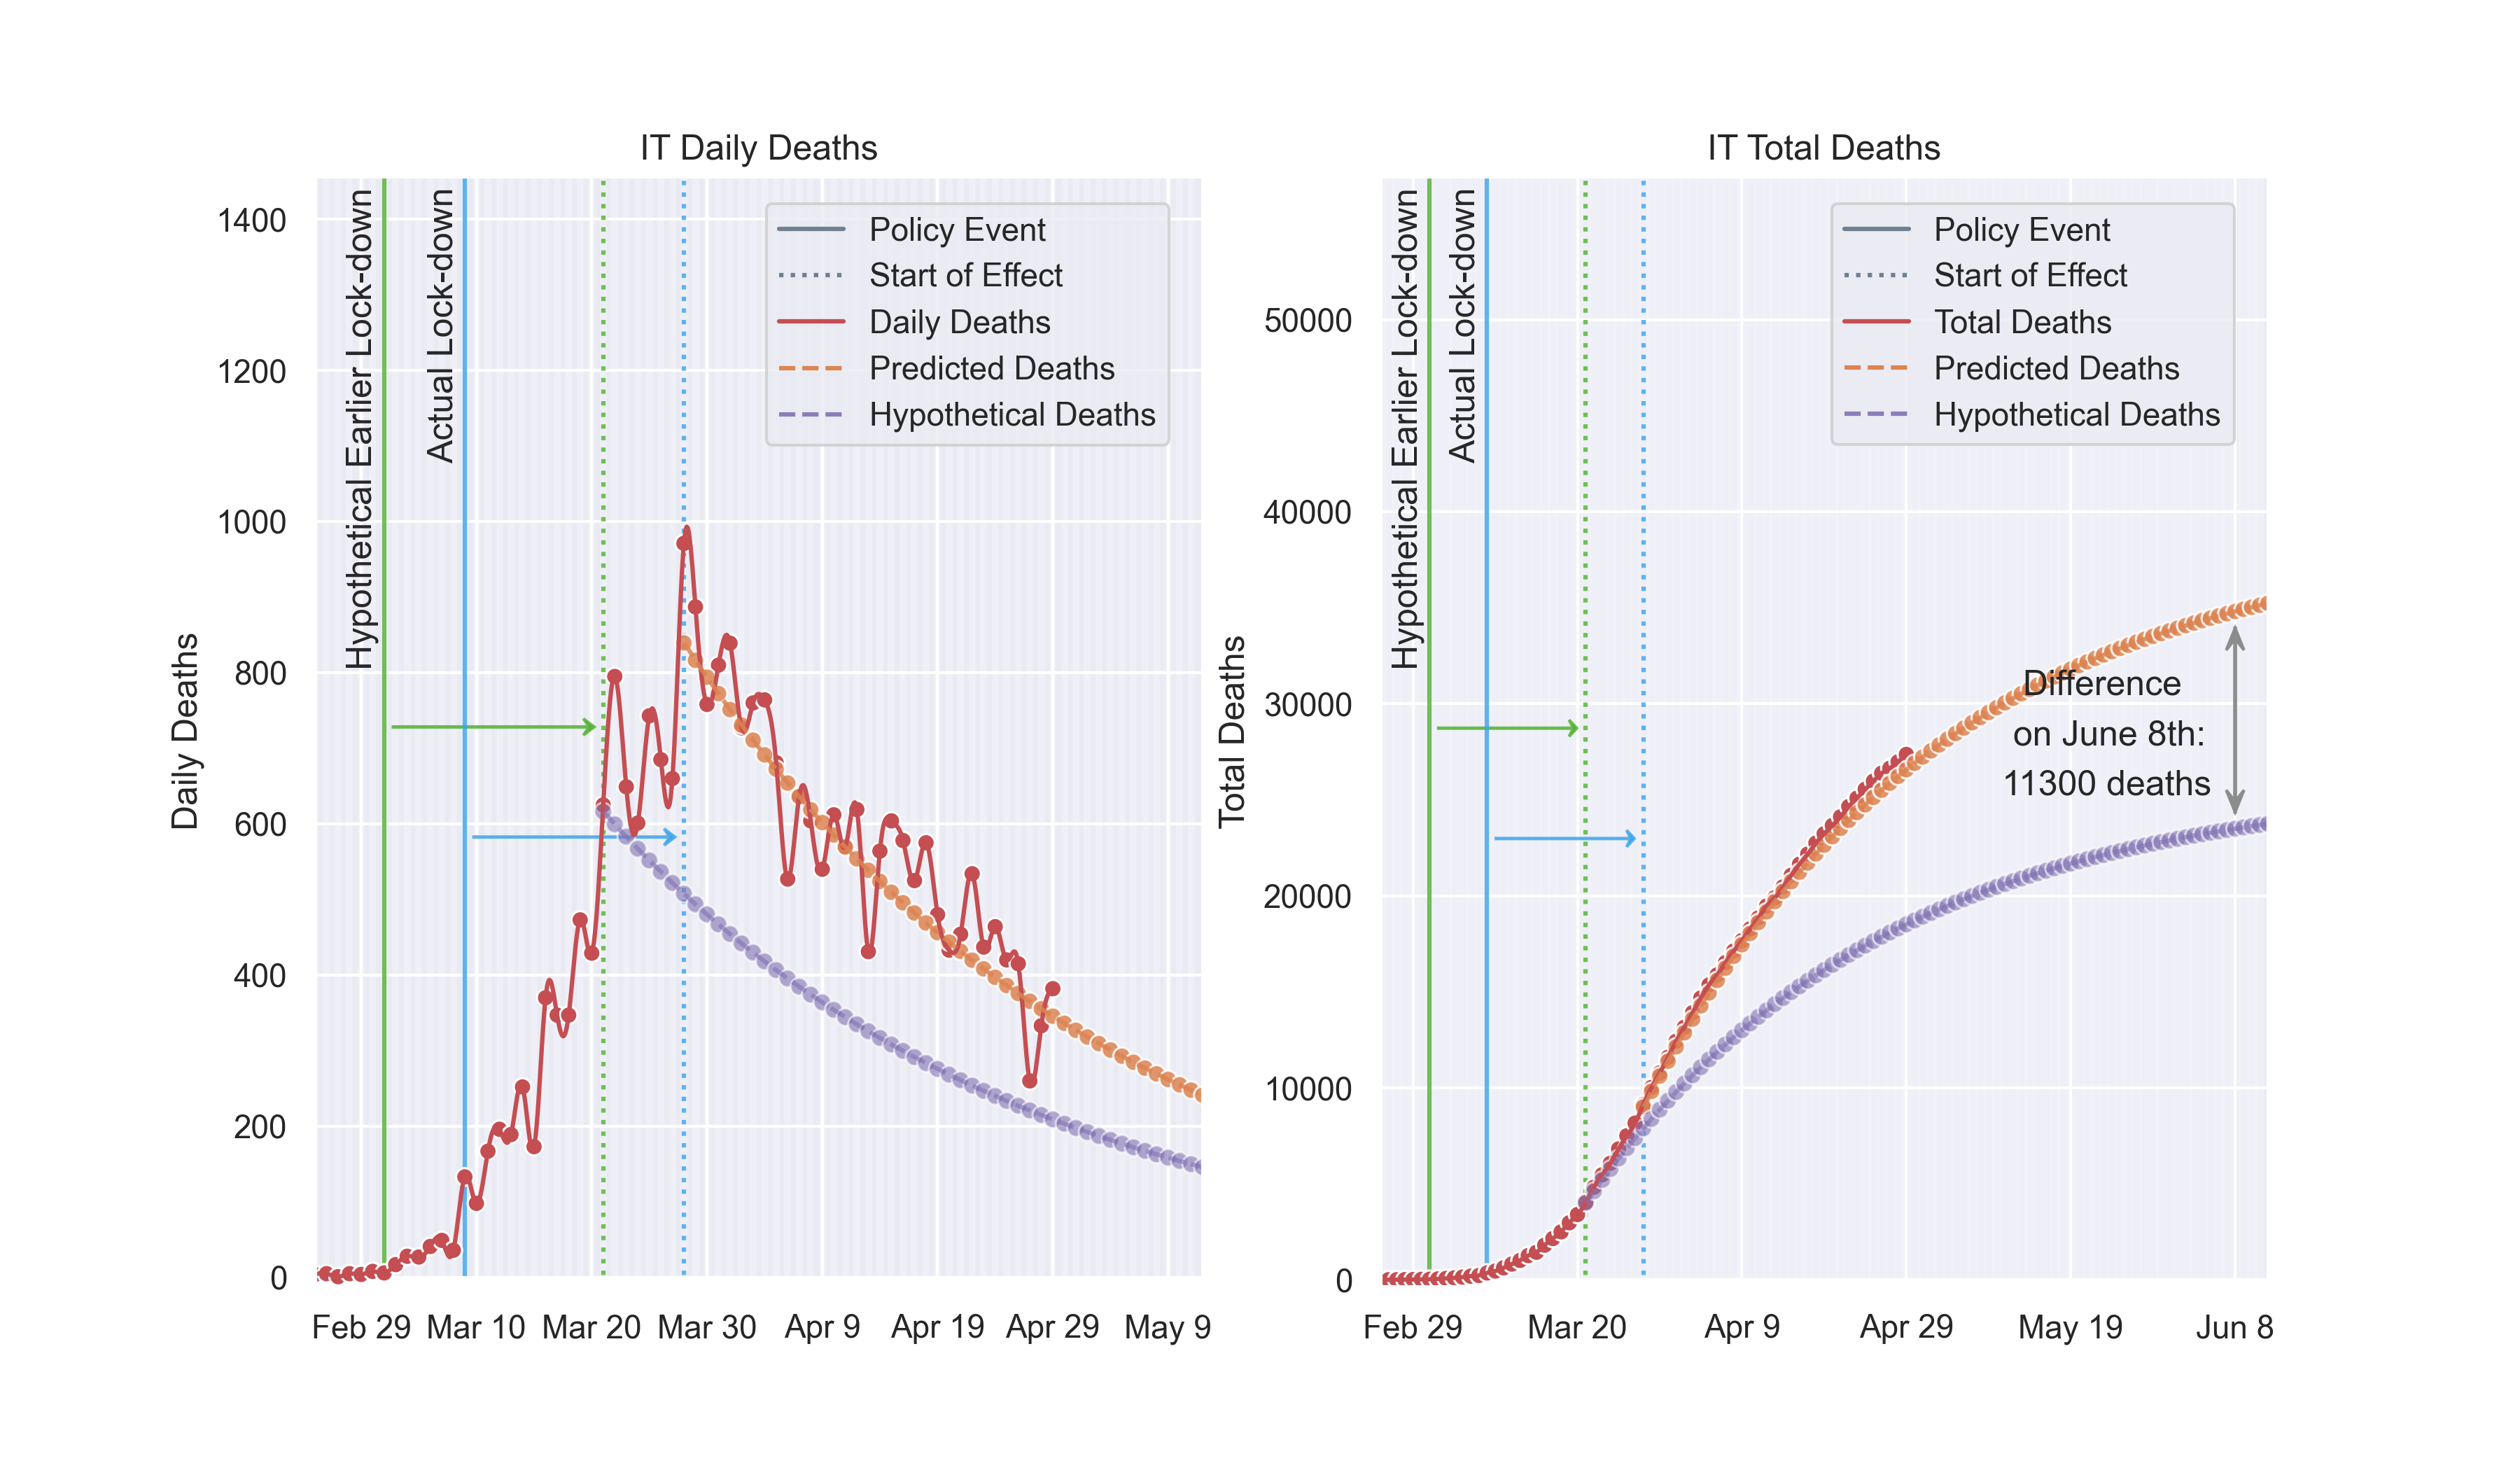 IT Daily Deaths
Daily Deaths
1400
1200
1000
800
600
400
200
0
Feb 29 Mar 10 Mar 20 Mar 30 Apr 9 Apr 19 Apr 29 May 9
Hypothetical Earlier Lock-down
Actual Lock-down
Policy Event
Start of Effect
Daily Deaths
Predicted Deaths
Hypothetical Deaths
IT Total Deaths
Total Deaths
50000
40000
30000
20000
10000
0
Feb 29 Mar 20 Apr 9 Apr 29 May 19 Jun 8
Hypothetical Earlier Lock-down
Actual Lock-down
Policy Event
Start of Effect
Total Deaths
Predicted Deaths
Hypothetical Deaths
Difference
on June 8th:
11300 deaths